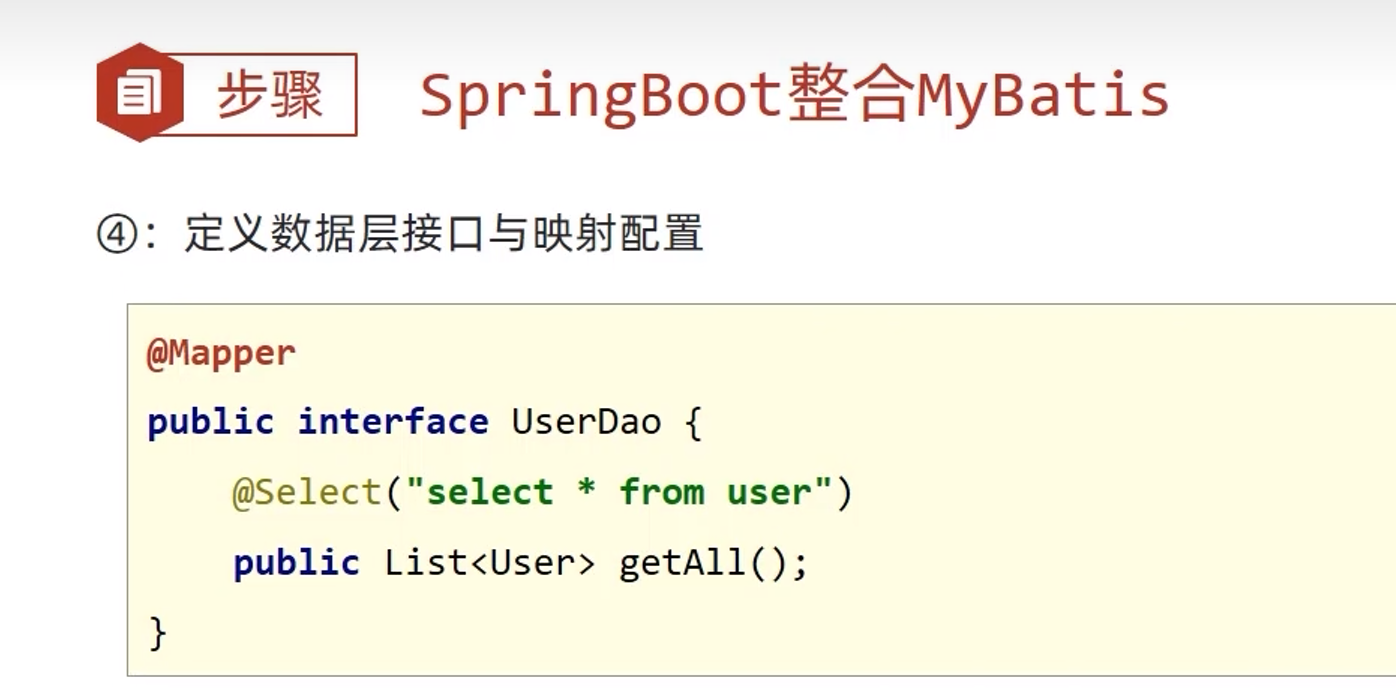 步骤 SpringBoot整合MyBatis
④：定义数据层接口与映射配置
@Mapper
public interface UserDao {
    @Select("select * from user")
    public List<User> getAll();
}